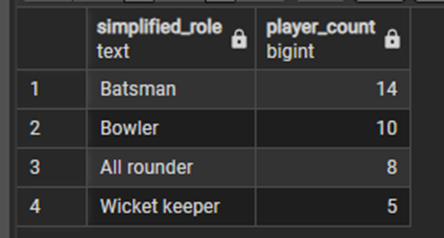 simplified_role player_count
text bigint
1 Batsman 14
2 Bowler 10
3 All rounder 8
4 Wicket keeper 5